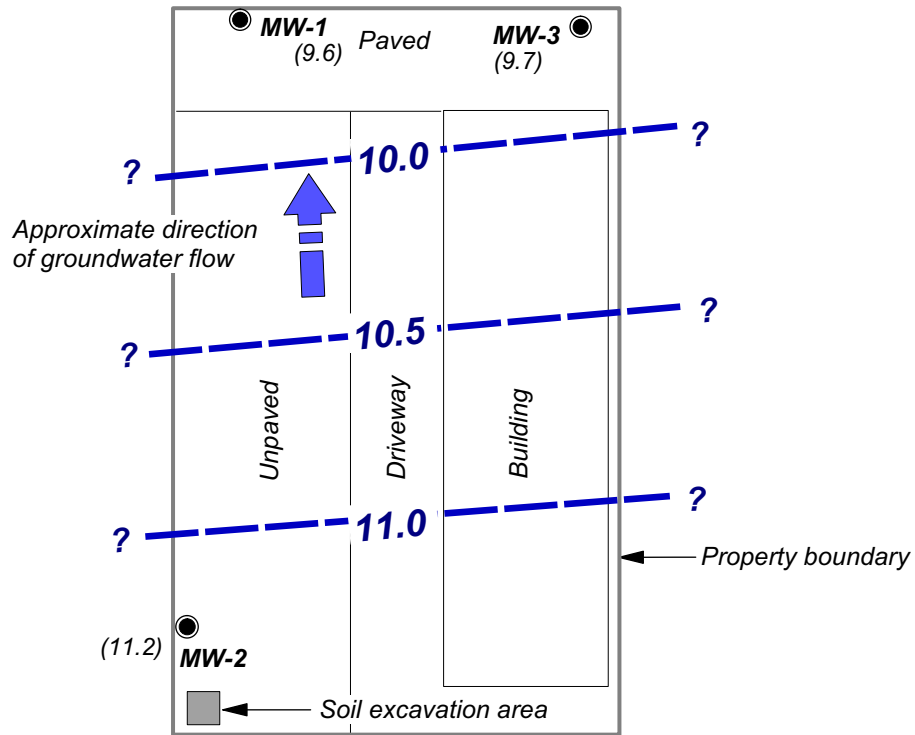 MW-1
(9.6)
Paved
MW-3
(9.7)
?
10.0
?
Approximate direction
of groundwater flow
?
10.5
?
Unpaved
Driveway
Building
?
11.0
?
Property boundary
(11.2)
MW-2
Soil excavation area